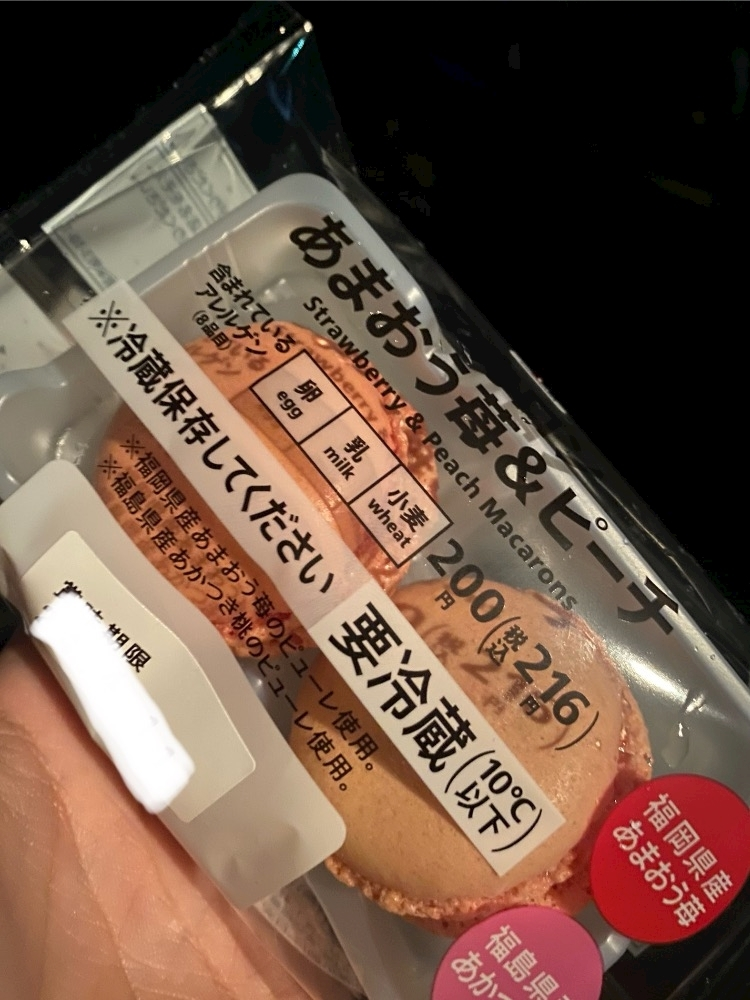 あまおう苺&ピーチ
Strawberry & Peach Macarons
含まれている
アレルゲン
(8品目)
卵
egg
乳
milk
小麦
wheat
200円(税込216円)
※冷蔵保存してください
要冷蔵(10℃以下)
※福岡県産あまおう苺のピューレ使用。
※福島県産あかつき桃のピューレ使用。
期限
福岡県産
あまおう苺
福島県
あか